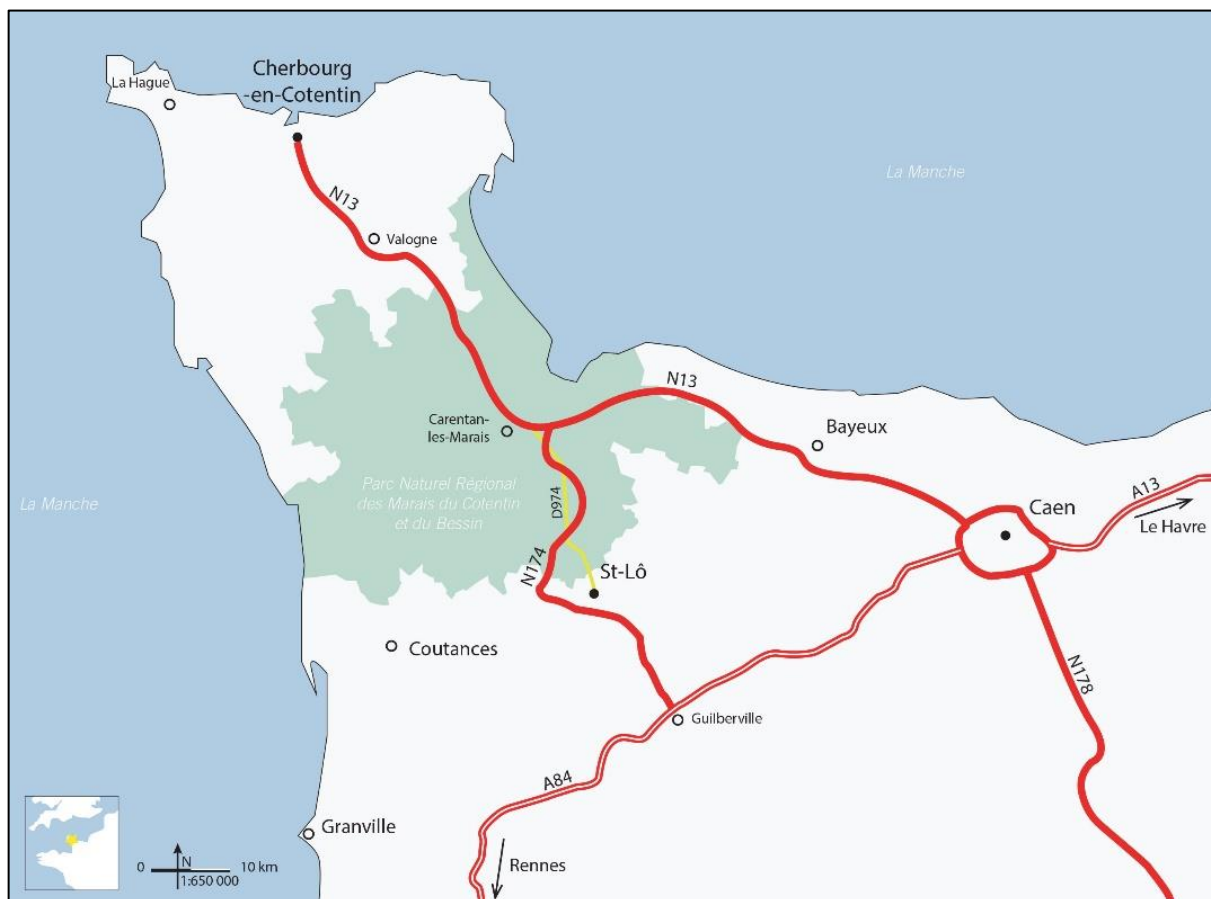 Cherbourg
-en-Cotentin
La Hague
N13
La Manche
Valogne
N13
Carentan-
les-Marais
Bayeux
Parc Naturel Régional
des Marais du Cotentin
et du Bessin
D974
La Manche
A13
Le Havre
Caen
N174
St-Lô
Coutances
N178
Guilberville
A84
Granville
Rennes
0
N
10 km
1:650 000